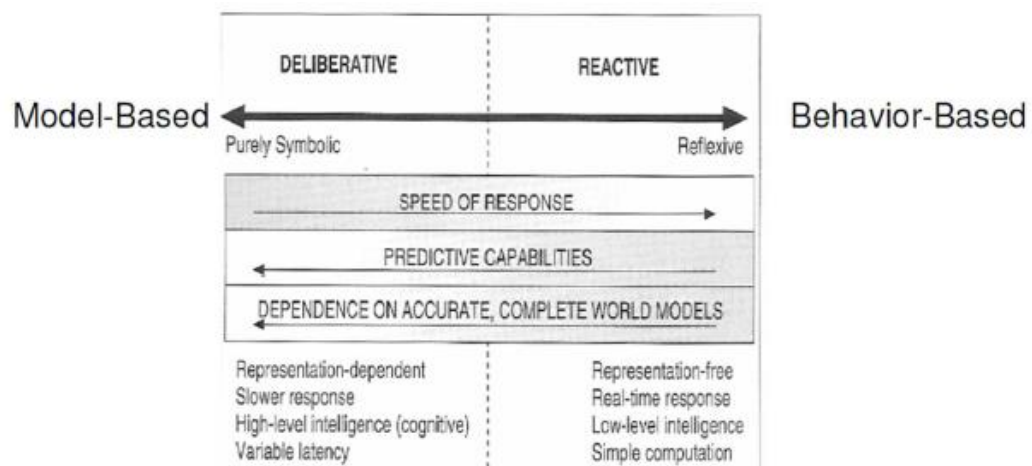 DELIBERATIVE
REACTIVE
Model-Based
Behavior-Based
Purely Symbolic
Reflexive
SPEED OF RESPONSE
PREDICTIVE CAPABILITIES
DEPENDENCE ON ACCURATE, COMPLETE WORLD MODELS
Representation-dependent
Slower response
High-level intelligence (cognitive)
Variable latency
Representation-free
Real-time response
Low-level intelligence
Simple computation